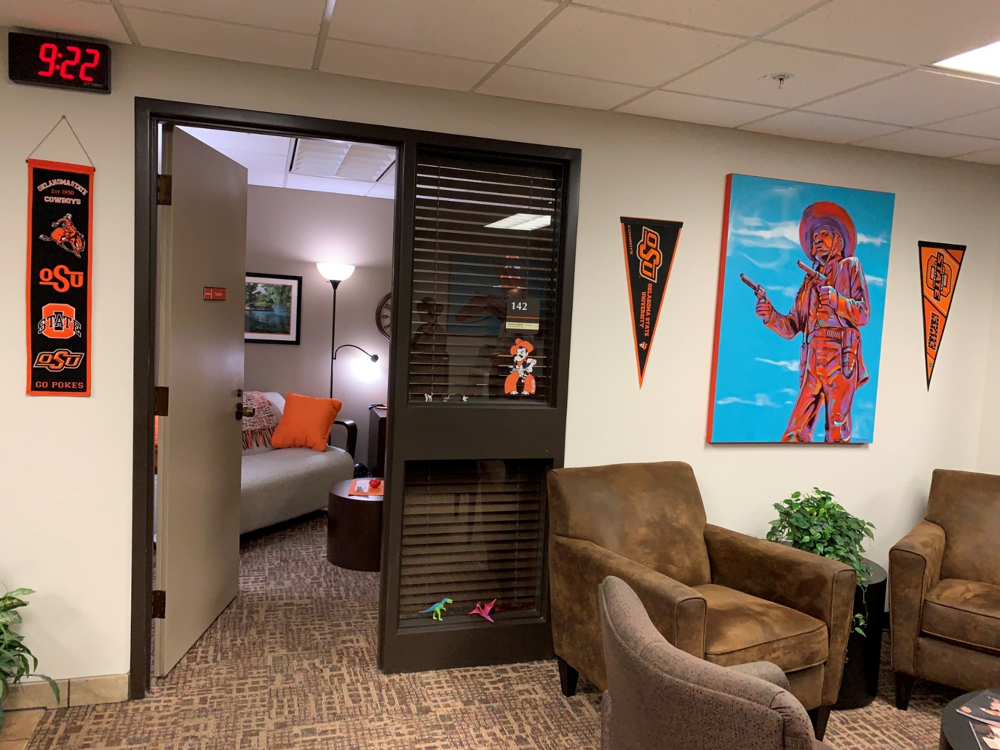 9:22
OKLAHOMA STATE
EST. 1890
COWBOYS
OSU
STATE
OSU
GO POKES
142
OSU
COWBOYS
OSU
OKLAHOMA STATE
UNIVERSITY
STATE